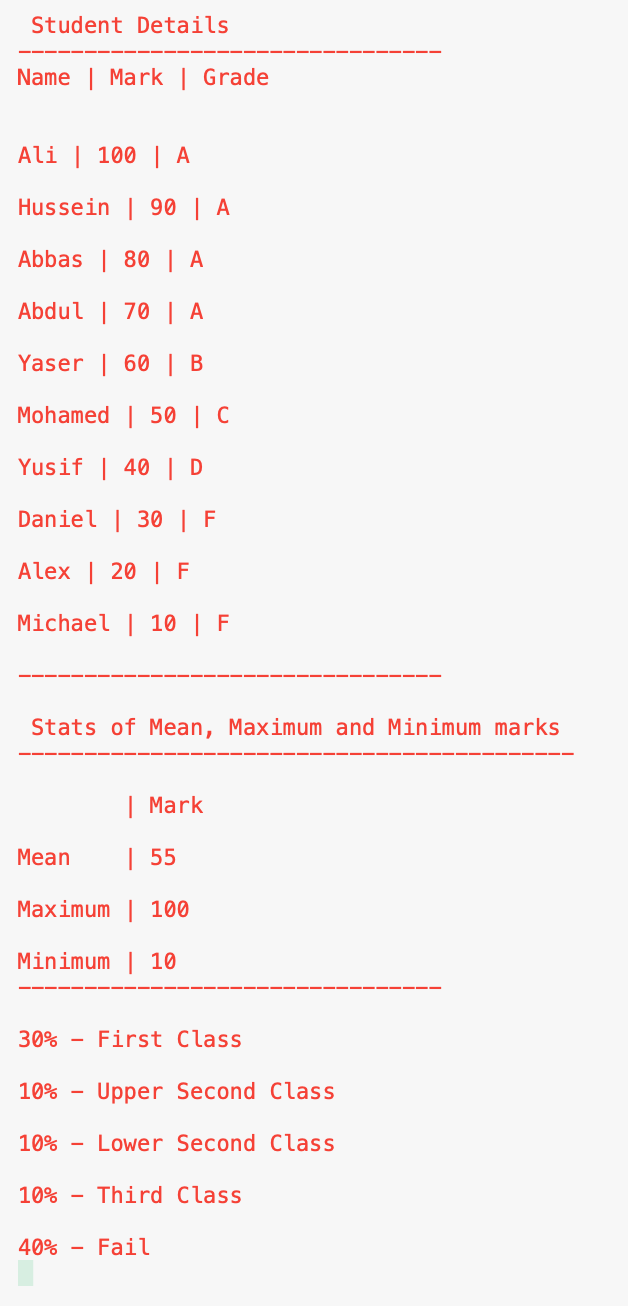 Student Details
--------------------------------
Name | Mark | Grade
Ali | 100 | A
Hussein | 90 | A
Abbas | 80 | A
Abdul | 70 | A
Yaser | 60 | B
Mohamed | 50 | C
Yusif | 40 | D
Daniel | 30 | F
Alex | 20 | F
Michael | 10 | F
--------------------------------
Stats of Mean, Maximum and Minimum marks
------------------------------------------
| Mark
Mean | 55
Maximum | 100
Minimum | 10
--------------------------------
30% – First Class
10% – Upper Second Class
10% – Lower Second Class
10% – Third Class
40% – Fail